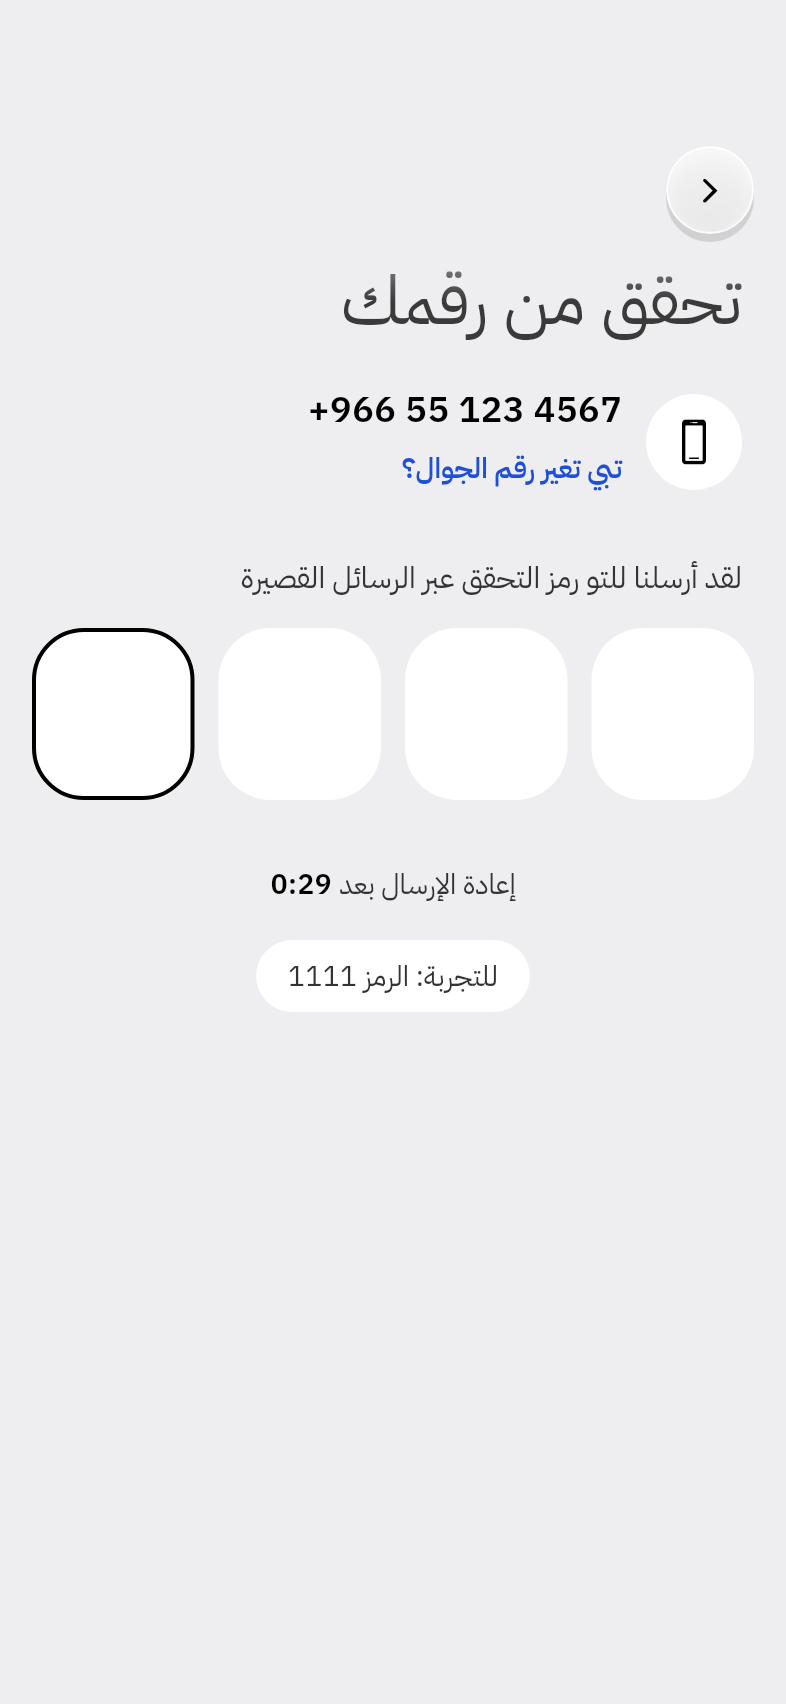 تحقق من رقمك
+966 55 123 4567
تبي تغير رقم الجوال؟
لقد أرسلنا للتو رمز التحقق عبر الرسائل القصيرة
إعادة الإرسال بعد 0:29
للتجربة: الرمز 1111